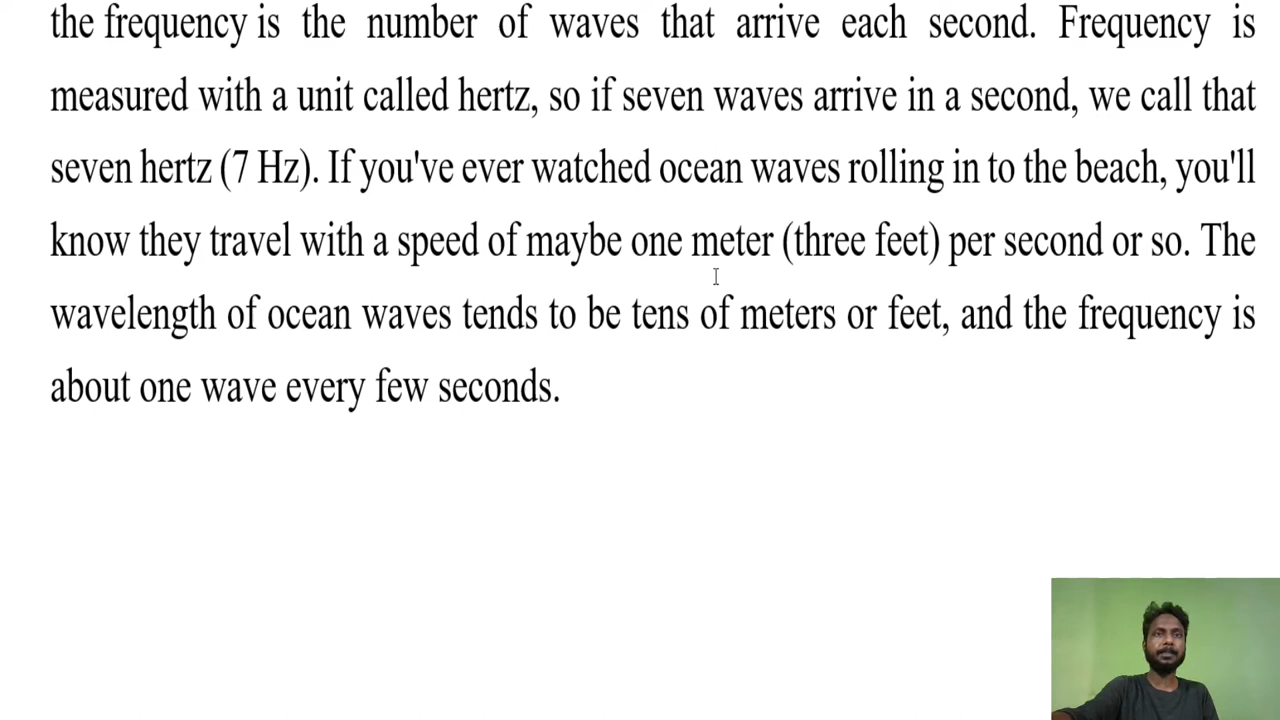 the frequency is the number of waves that arrive each second. Frequency is
measured with a unit called hertz, so if seven waves arrive in a second, we call that
seven hertz (7 Hz). If you've ever watched ocean waves rolling in to the beach, you'll
know they travel with a speed of maybe one meter (three feet) per second or so. The
wavelength of ocean waves tends to be tens of meters or feet, and the frequency is
about one wave every few seconds.